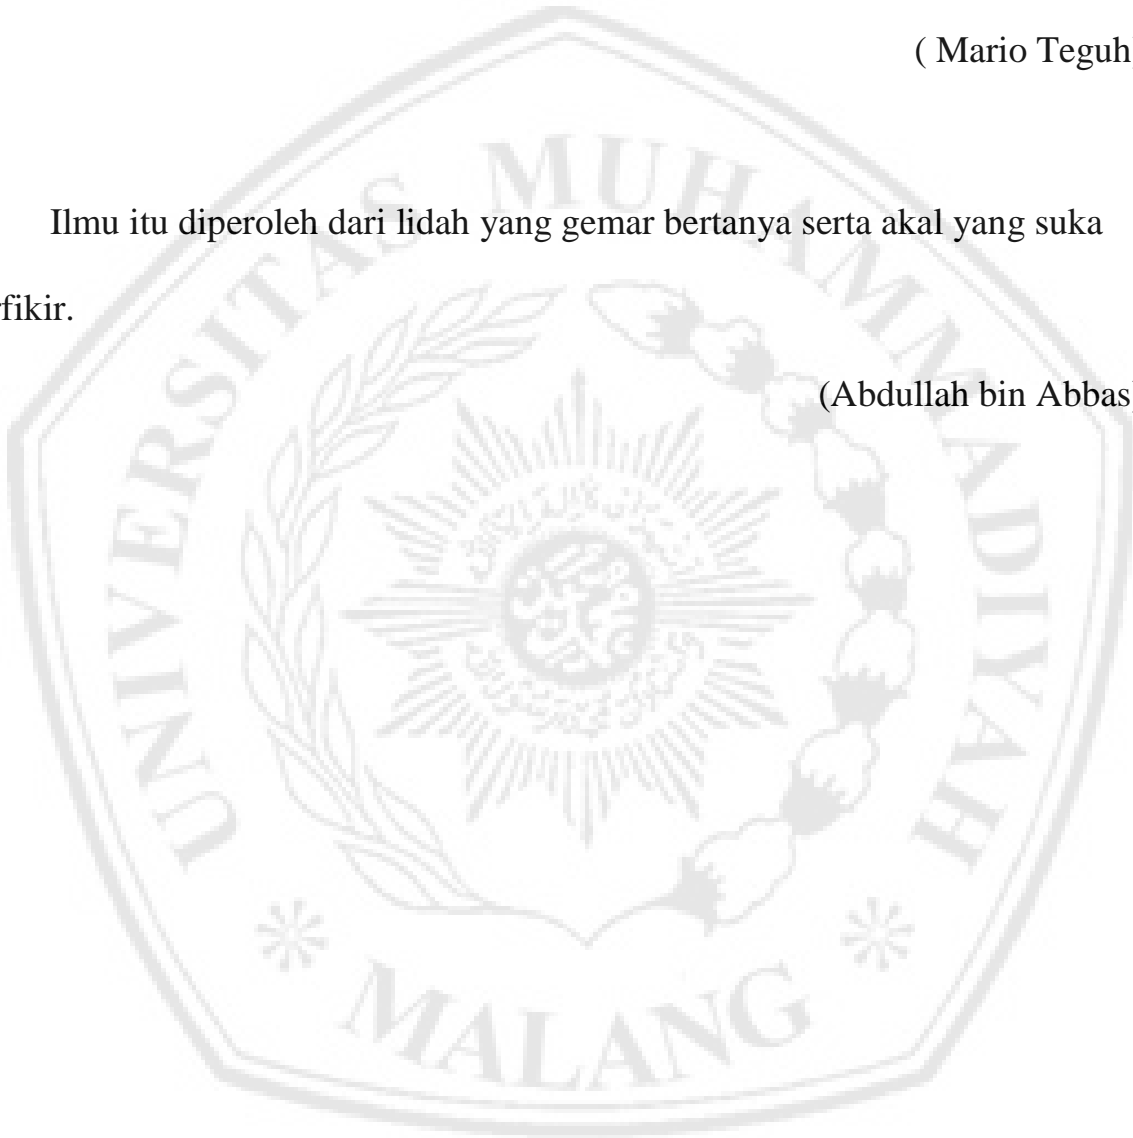 ( Mario Teguh
Ilmu itu diperoleh dari lidah yang gemar bertanya serta akal yang suka
rfikir.
(Abdullah bin Abbas)
UNIVERSITAS MUHAMMADIYAH
MALANG